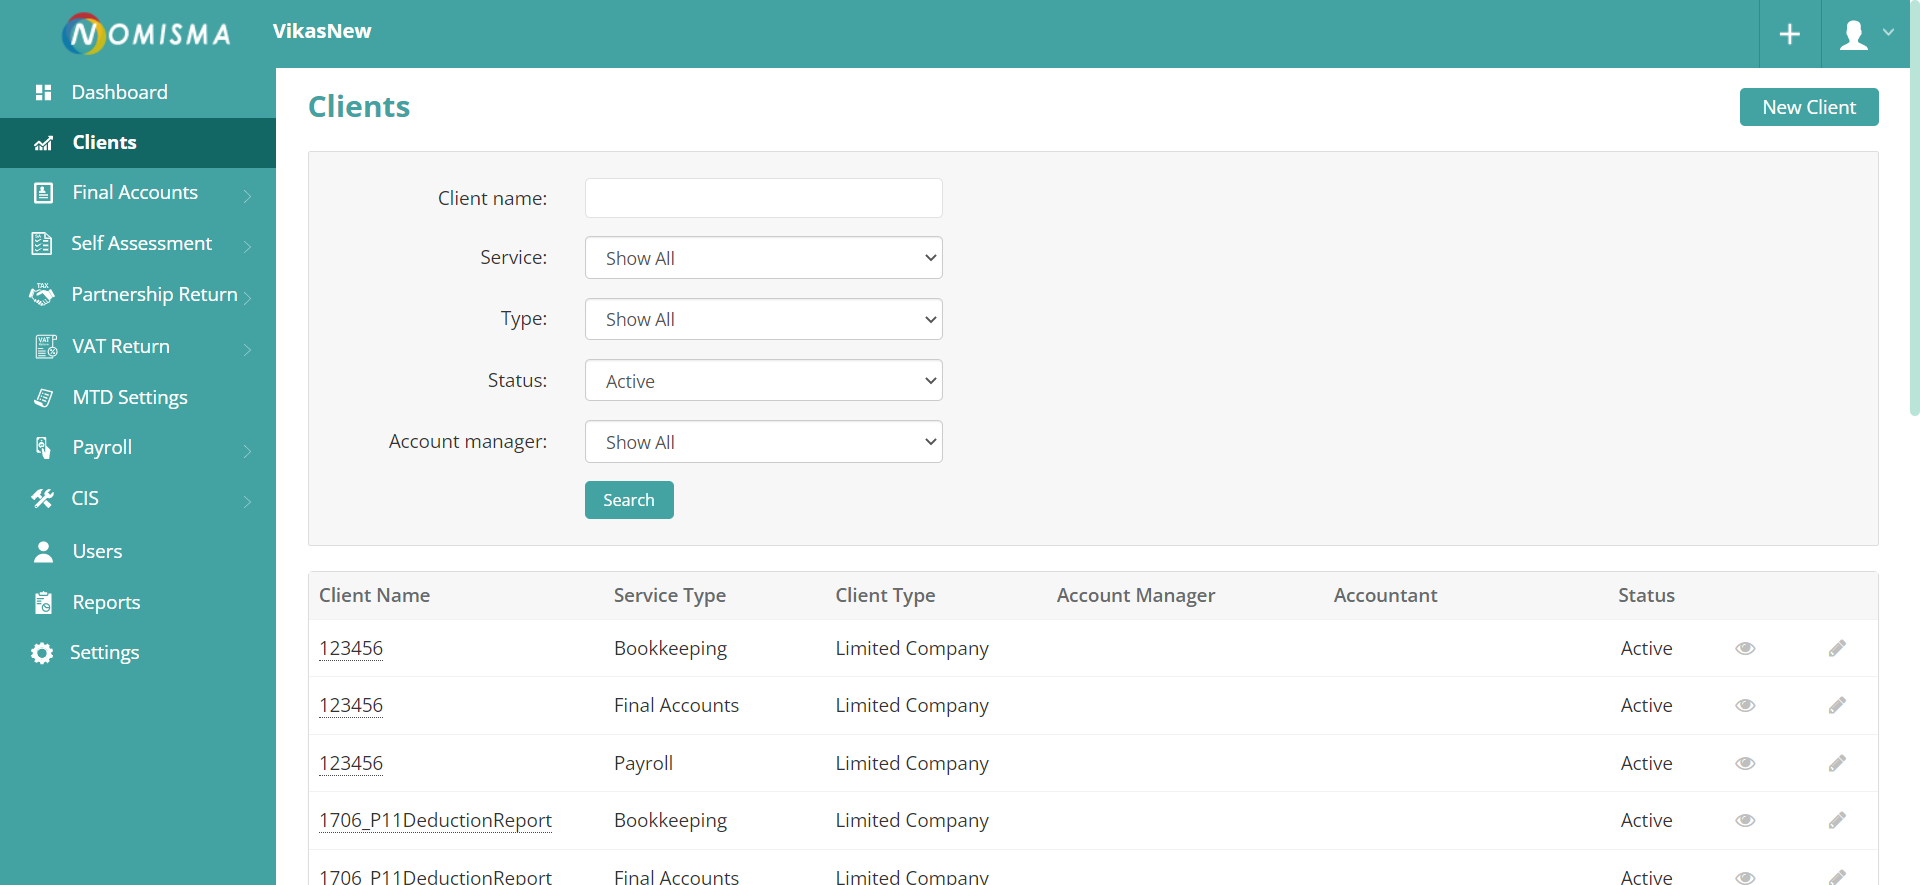 NOMISMA
VikasNew
Dashboard
Clients
Final Accounts
Self Assessment
TAX
Partnership Return
VAT
VAT Return
MTD Settings
Payroll
CIS
Users
Reports
Settings
Clients
New Client
Client name:
Service:
Show All
Type:
Show All
Status:
Active
Account manager:
Show All
Search
Client Name Service Type Client Type Account Manager Accountant Status
123456 Bookkeeping Limited Company Active
123456 Final Accounts Limited Company Active
123456 Payroll Limited Company Active
1706_P11DeductionReport Bookkeeping Limited Company Active
1706_P11DeductionReport Final Accounts Limited Company Active